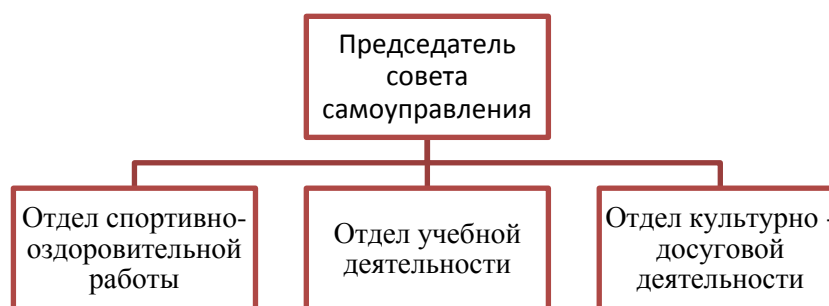 Председатель
совета
самоуправления
Отдел спортивно-
оздоровительной
работы
Отдел учебной
деятельности
Отдел культурно -
досуговой
деятельности